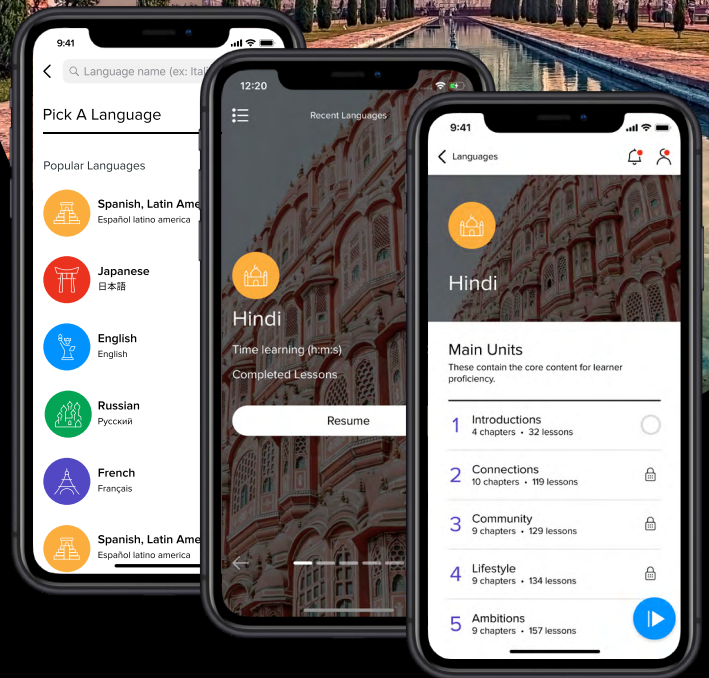 9:41
Language name (ex: Itali
Pick A Language
Popular Languages
Spanish, Latin Ame
Español latino america
Japanese
日本語
English
English
Russian
Русский
French
Français
Spanish, Latin Ame
Español latino america
12:20
Recent Languages
Hindi
Time learning (h:m:s)
Completed Lessons
Resume
9:41
Languages
Hindi
Main Units
These contain the core content for learner
proficiency.
1 Introductions
4 chapters • 32 lessons
2 Connections
10 chapters • 119 lessons
3 Community
9 chapters • 129 lessons
4 Lifestyle
9 chapters • 134 lessons
5 Ambitions
9 chapters • 157 lessons